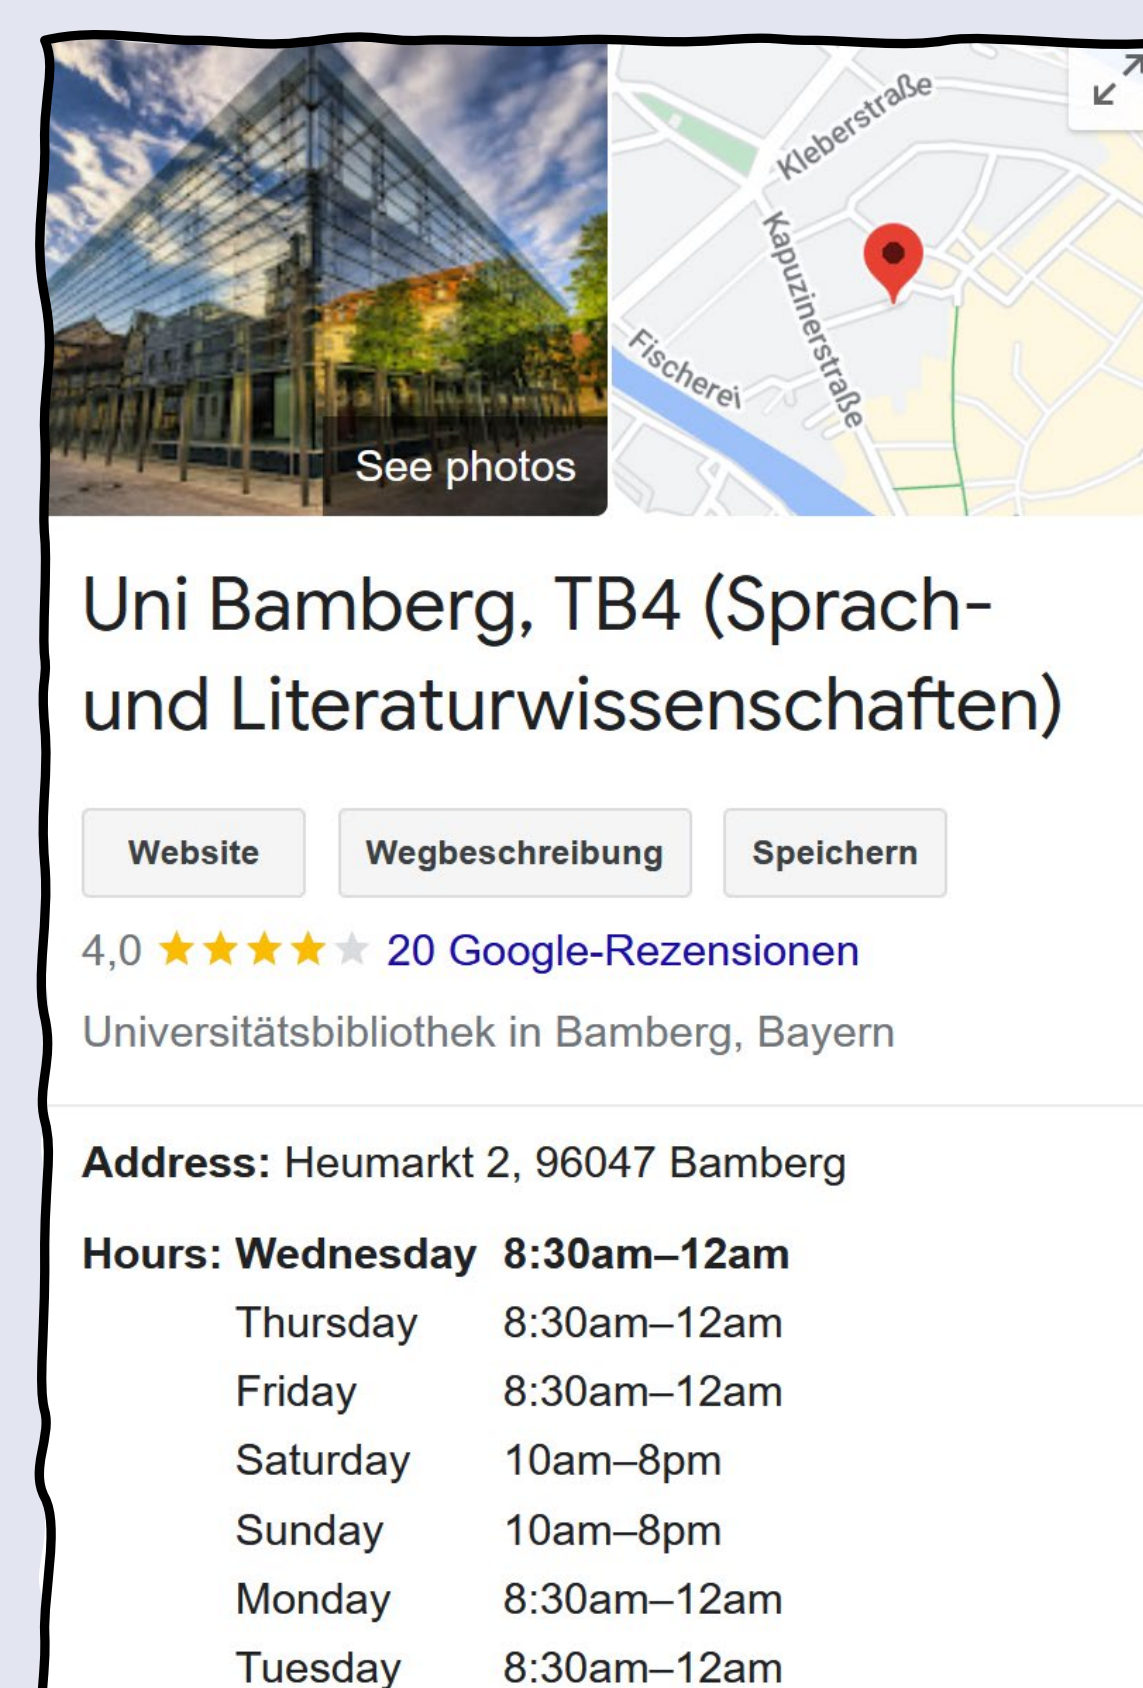 Kleberstraße
Kapuzinerstraße
Fischerei
See photos
Uni Bamberg, TB4 (Sprach-
und Literaturwissenschaften)
Website Wegbeschreibung Speichern
4,0 20 Google-Rezensionen
Universitätsbibliothek in Bamberg, Bayern
Address: Heumarkt 2, 96047 Bamberg
Hours: Wednesday 8:30am–12am
Thursday 8:30am–12am
Friday 8:30am–12am
Saturday 10am–8pm
Sunday 10am–8pm
Monday 8:30am–12am
Tuesday 8:30am–12am